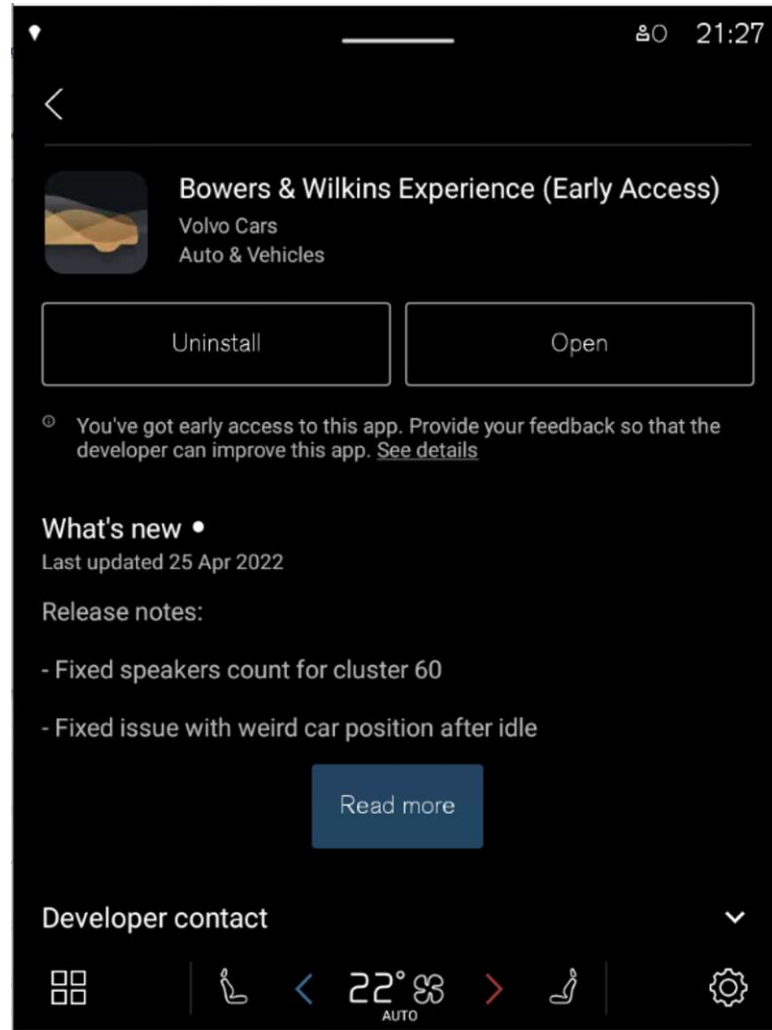 21:27
Bowers & Wilkins Experience (Early Access)
Volvo Cars
Auto & Vehicles
Uninstall
Open
You've got early access to this app. Provide your feedback so that the
developer can improve this app. See details
What's new •
Last updated 25 Apr 2022
Release notes:
- Fixed speakers count for cluster 60
- Fixed issue with weird car position after idle
Read more
Developer contact
22°
AUTO